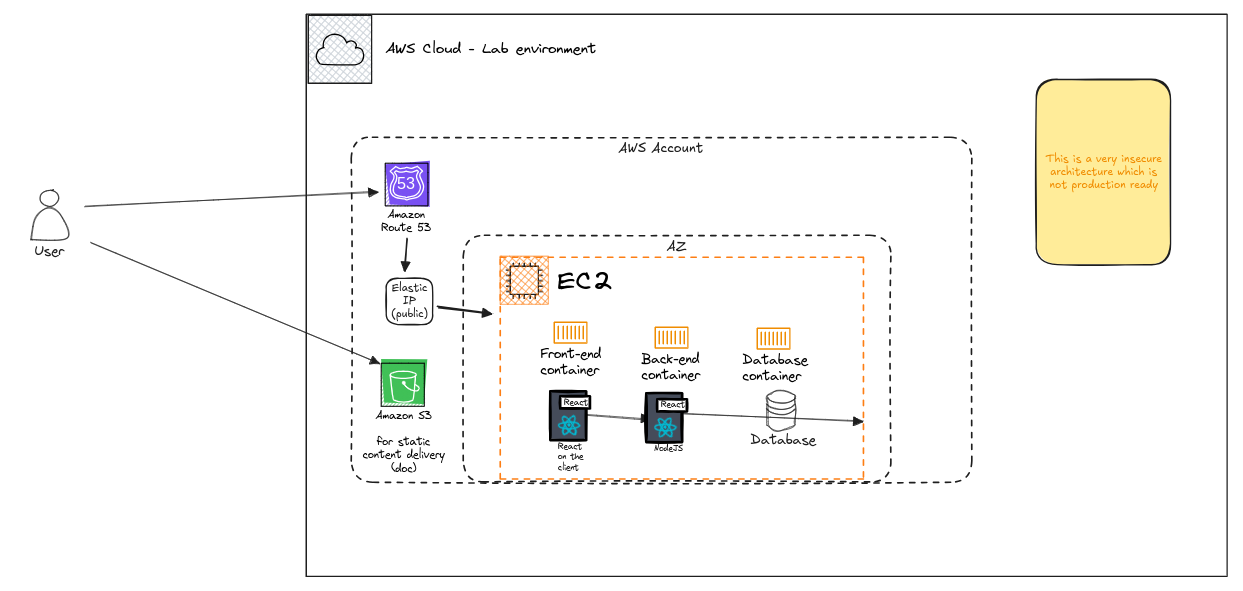 AWS Cloud - Lab environment
This is a very insecure
architecture which is
not production ready
AWS Account
53
Amazon
Route 53
User
AZ
EC2
Elastic
IP
(public)
Front-end
container
Back-end
container
Database
container
Amazon S3
for static
content delivery
(doc)
React
React
on the
client
React
NodeJS
Database